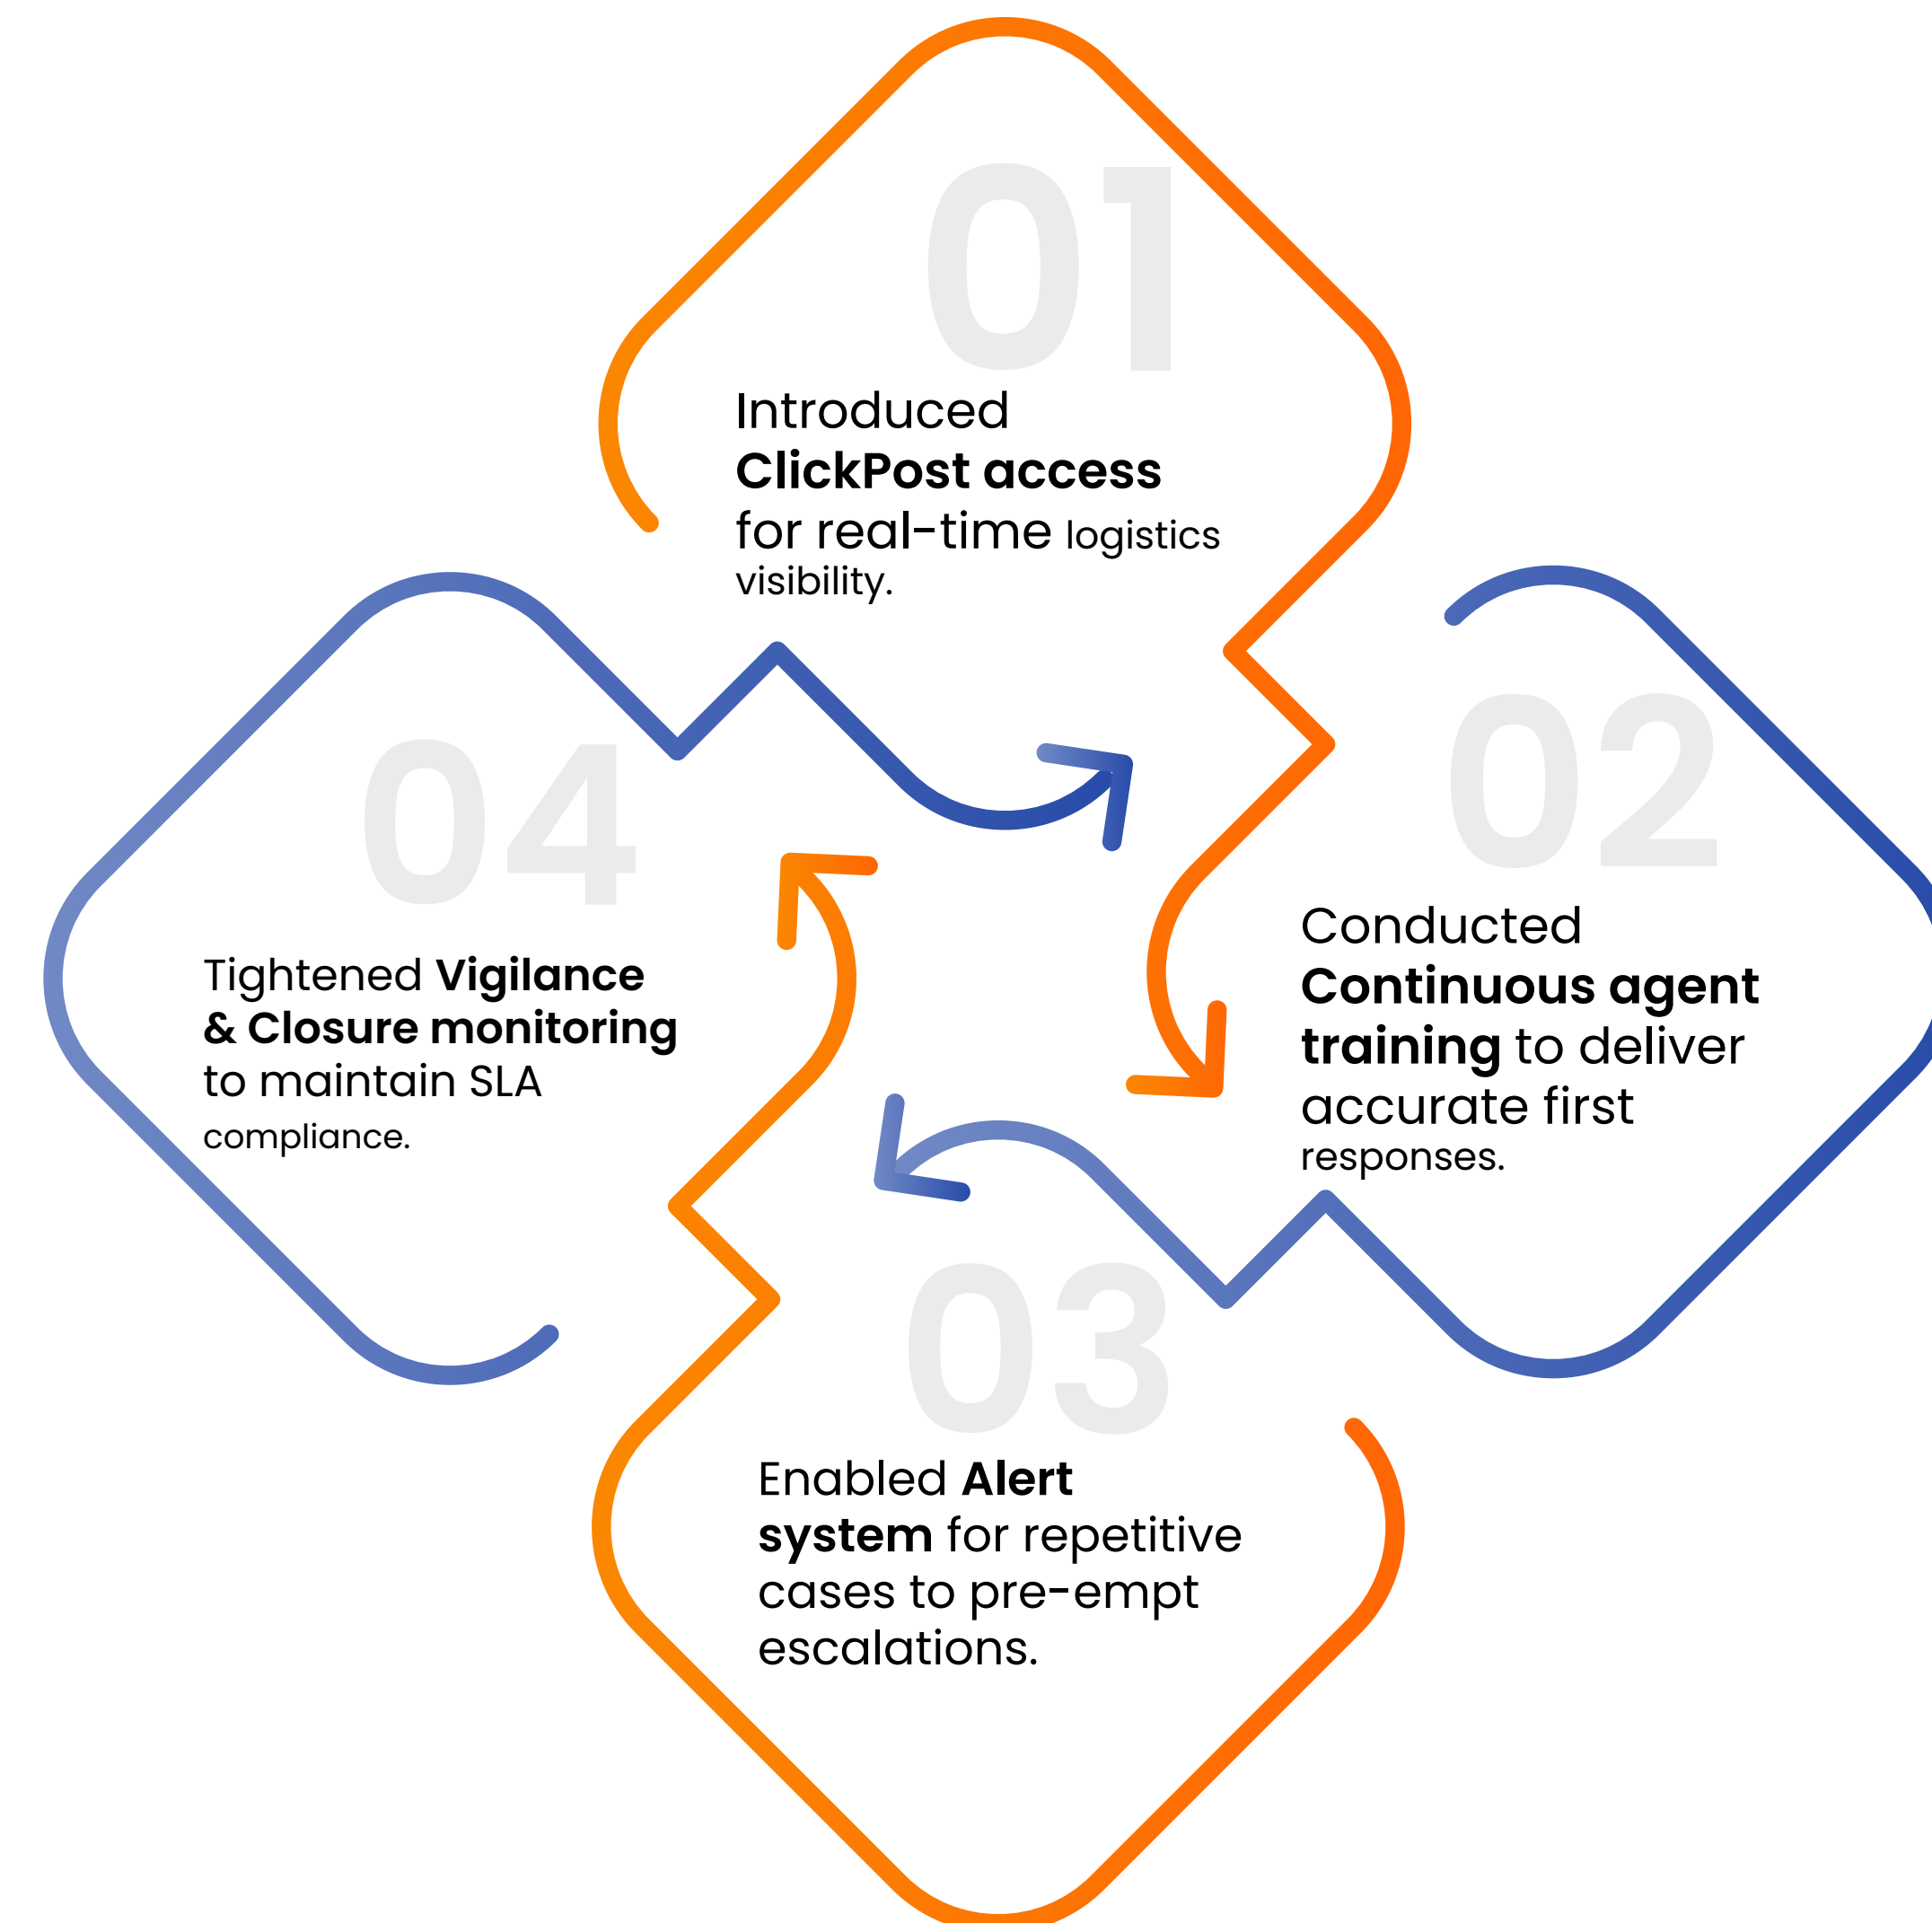 01
Introduced
ClickPost access
for real-time logistics
visibility.
02
Conducted
Continuous agent
training to deliver
accurate first
responses.
03
Enabled Alert
system for repetitive
cases to pre-empt
escalations.
04
Tightened Vigilance
& Closure monitoring
to maintain SLA
compliance.